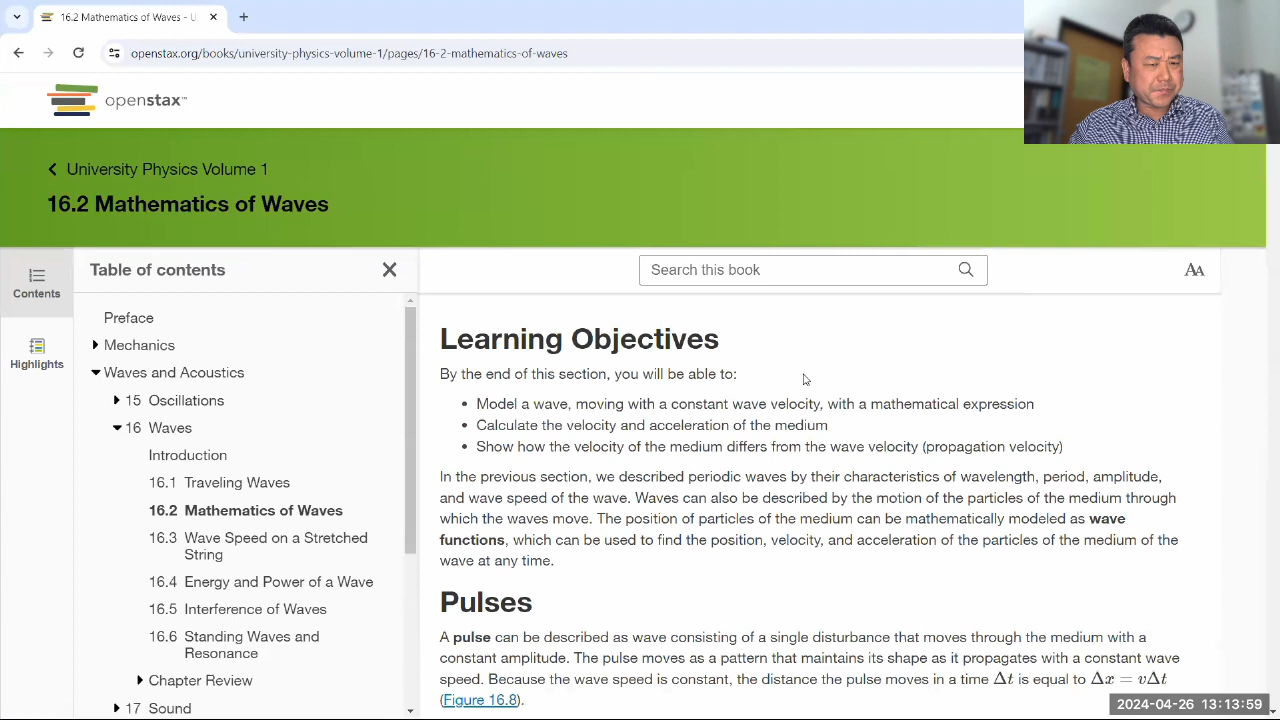 16.2 Mathematics of Waves - U
openstax.org/books/university-physics-volume-1/pages/16-2-mathematics-of-waves
openstax™
University Physics Volume 1
16.2 Mathematics of Waves
Contents
Highlights
Table of contents
Preface
Mechanics
Waves and Acoustics
15 Oscillations
16 Waves
Introduction
16.1 Traveling Waves
16.2 Mathematics of Waves
16.3 Wave Speed on a Stretched
String
16.4 Energy and Power of a Wave
16.5 Interference of Waves
16.6 Standing Waves and
Resonance
Chapter Review
17 Sound
Search this book
AA
Learning Objectives
By the end of this section, you will be able to:
• Model a wave, moving with a constant wave velocity, with a mathematical expression
• Calculate the velocity and acceleration of the medium
• Show how the velocity of the medium differs from the wave velocity (propagation velocity)
In the previous section, we described periodic waves by their characteristics of wavelength, period, amplitude,
and wave speed of the wave. Waves can also be described by the motion of the particles of the medium through
which the waves move. The position of particles of the medium can be mathematically modeled as wave
functions, which can be used to find the position, velocity, and acceleration of the particles of the medium of the
wave at any time.
Pulses
A pulse can be described as wave consisting of a single disturbance that moves through the medium with a
constant amplitude. The pulse moves as a pattern that maintains its shape as it propagates with a constant wave
speed. Because the wave speed is constant, the distance the pulse moves in a time Δt is equal to Δx = vΔt
(Figure 16.8).
2024-04-26 13:13:59